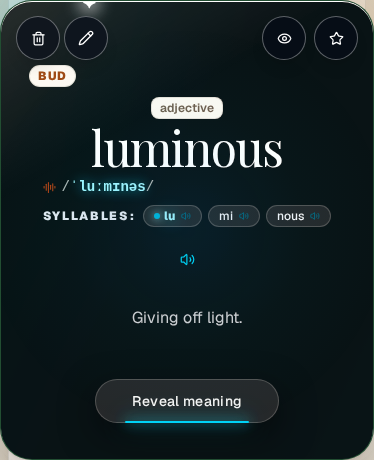 BUD
adjective
luminous
/ˈluːmɪnəs/
SYLLABLES: lu mi nous
Giving off light.
Reveal meaning